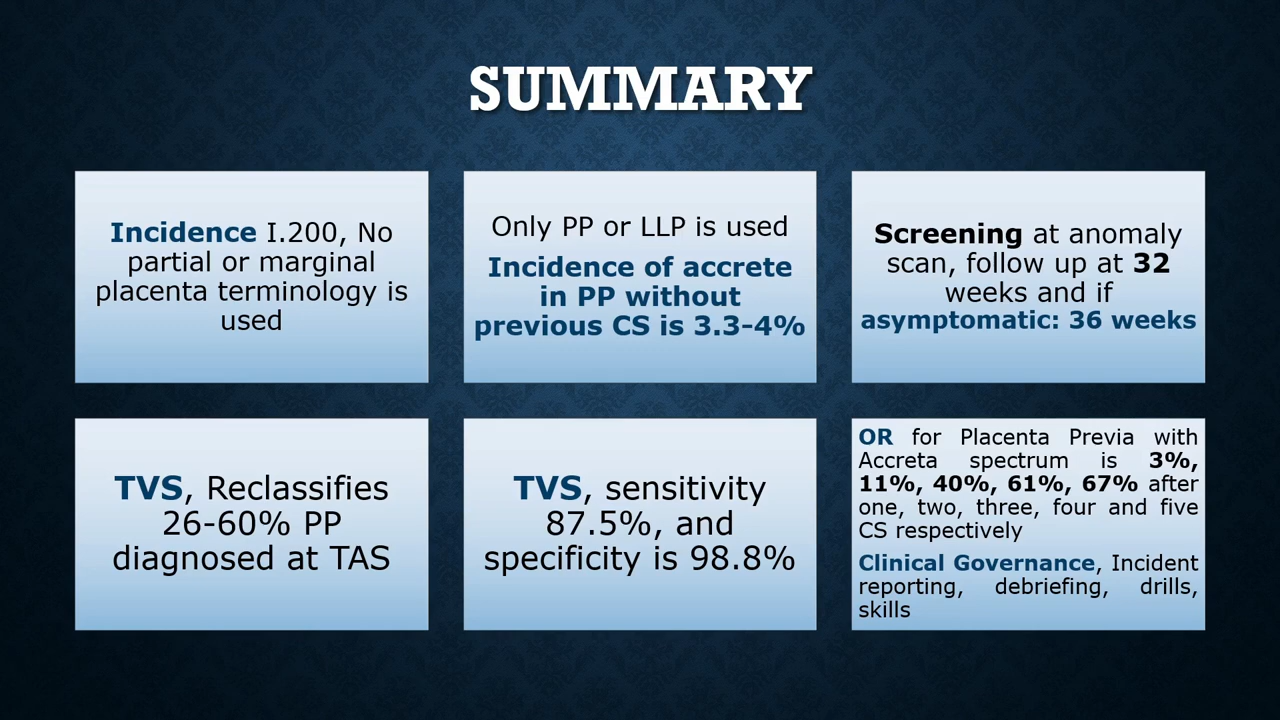 SUMMARY
Incidence I.200, No
partial or marginal
placenta terminology is
used
Only PP or LLP is used
Incidence of accrete
in PP without
previous CS is 3.3-4%
Screening at anomaly
scan, follow up at 32
weeks and if
asymptomatic: 36 weeks
TVS, Reclassifies
26-60% PP
diagnosed at TAS
TVS, sensitivity
87.5%, and
specificity is 98.8%
OR for Placenta Previa with
Accreta spectrum is 3%,
11%, 40%, 61%, 67% after
one, two, three, four and five
CS respectively
Clinical Governance, Incident
reporting, debriefing, drills,
skills